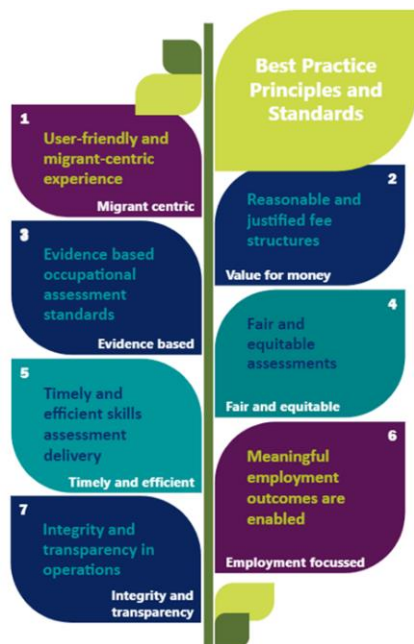 Best Practice
Principles and
Standards
1
User-friendly and
migrant-centric
experience
Migrant centric
2
Reasonable and
justified fee
structures
Value for money
3
Evidence based
occupational
assessment
standards
Evidence based
4
Fair and
equitable
assessments
Fair and equitable
5
Timely and
efficient skills
assessment
delivery
Timely and efficient
6
Meaningful
employment
outcomes are
enabled
Employment focussed
7
Integrity and
transparency in
operations
Integrity and
transparency